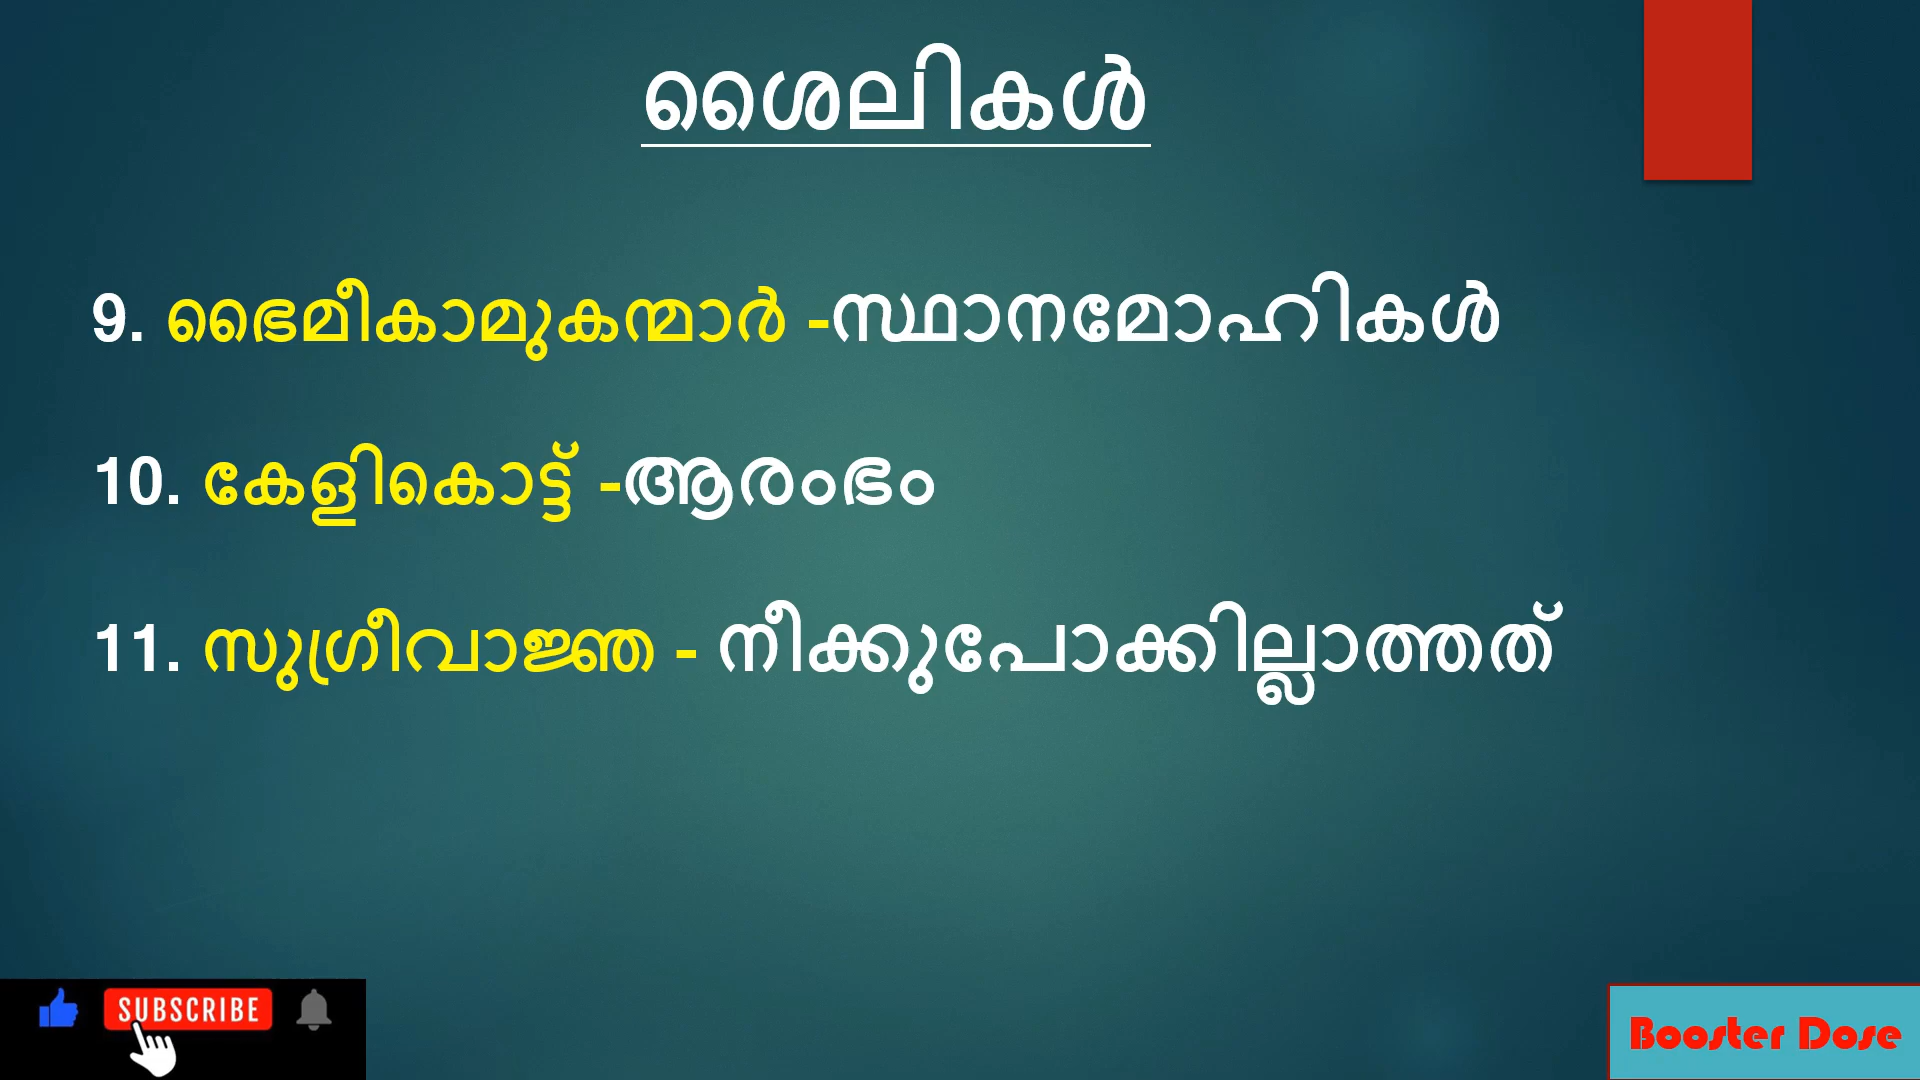 ശൈലികൾ
9. ഭൈമീകാമുകന്മാർ -സ്ഥാനമോഹികൾ
10. കേളികൊട്ട് -ആരംഭം
11. സുഗ്രീവാജ്ഞ - നീക്കുപോക്കില്ലാത്തത്
SUBSCRIBE
Booster Dose